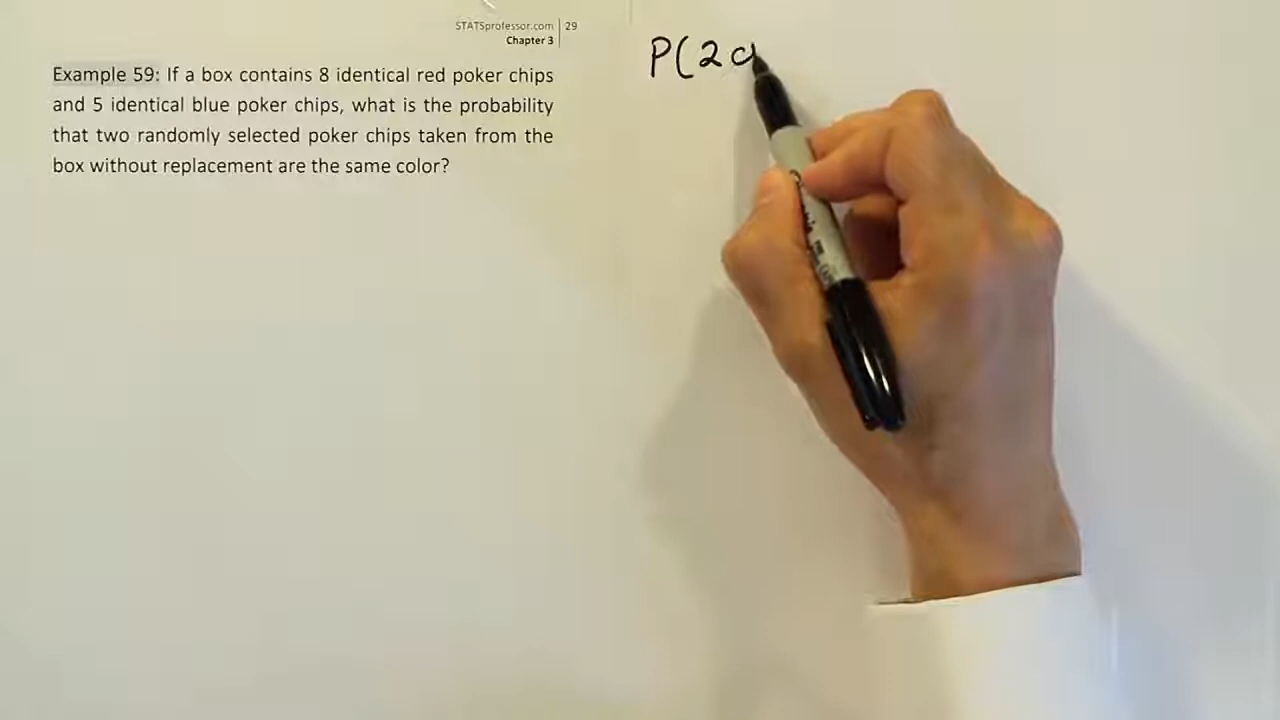 STATSprofessor.com | 29
Chapter 3
Example 59: If a box contains 8 identical red poker chips
and 5 identical blue poker chips, what is the probability
that two randomly selected poker chips taken from the
box without replacement are the same color?
P(2